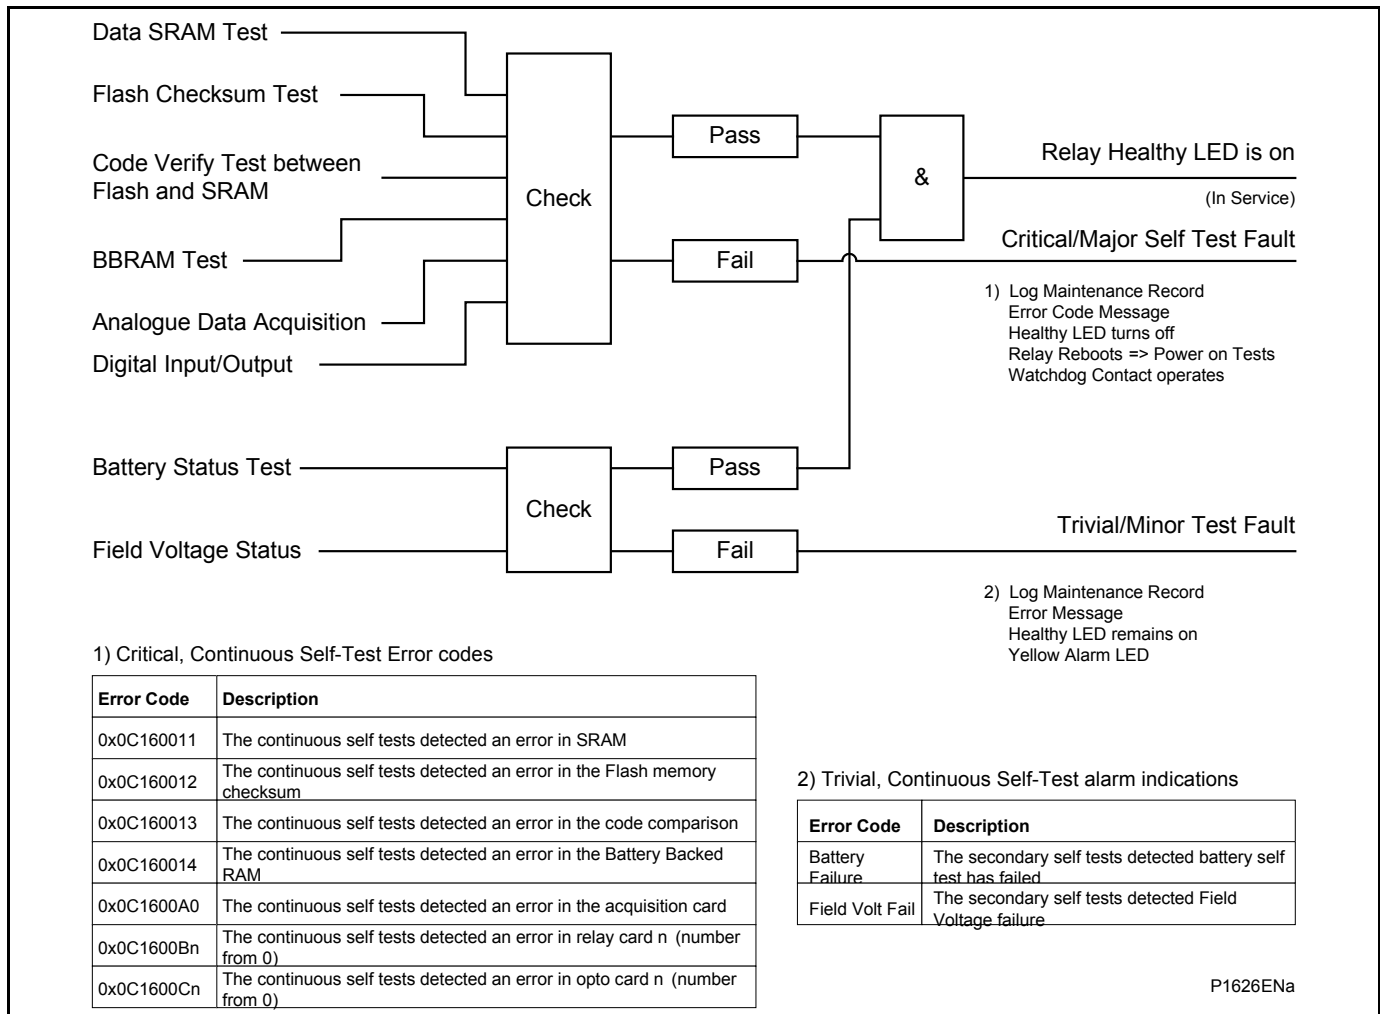 Data SRAM Test
Flash Checksum Test
Code Verify Test between
Flash and SRAM
BBRAM Test
Analogue Data Acquisition
Digital Input/Output
Check
Pass
Fail
&
Relay Healthy LED is on
(In Service)
Critical/Major Self Test Fault
1) Log Maintenance Record
Error Code Message
Healthy LED turns off
Relay Reboots => Power on Tests
Watchdog Contact operates
Battery Status Test
Field Voltage Status
Check
Pass
Fail
Trivial/Minor Test Fault
2) Log Maintenance Record
Error Message
Healthy LED remains on
Yellow Alarm LED
1) Critical, Continuous Self-Test Error codes
Error Code Description
0x0C160011 The continuous self tests detected an error in SRAM
0x0C160012 The continuous self tests detected an error in the Flash memory
checksum
0x0C160013 The continuous self tests detected an error in the code comparison
0x0C160014 The continuous self tests detected an error in the Battery Backed
RAM
0x0C1600A0 The continuous self tests detected an error in the acquisition card
0x0C1600Bn The continuous self tests detected an error in relay card n (number
from 0)
0x0C1600Cn The continuous self tests detected an error in opto card n (number
from 0)
2) Trivial, Continuous Self-Test alarm indications
Error Code Description
Battery The secondary self tests detected battery self
Failure test has failed
Field Volt Fail The secondary self tests detected Field
Voltage failure
P1626ENa